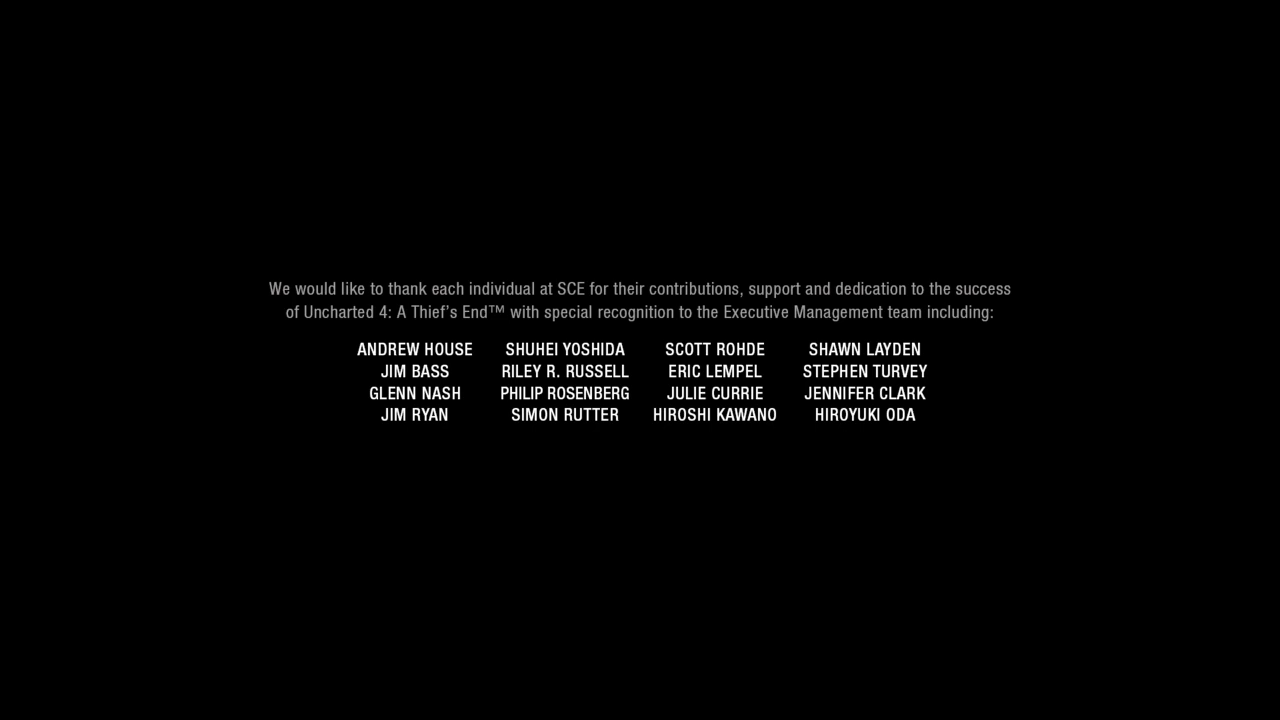 We would like to thank each individual at SCE for their contributions, support and dedication to the success
of Uncharted 4: A Thief's End™ with special recognition to the Executive Management team including:
ANDREW HOUSE SHUHEI YOSHIDA SCOTT ROHDE SHAWN LAYDEN
JIM BASS RILEY R. RUSSELL ERIC LEMPEL STEPHEN TURVEY
GLENN NASH PHILIP ROSENBERG JULIE CURRIE JENNIFER CLARK
JIM RYAN SIMON RUTTER HIROSHI KAWANO HIROYUKI ODA